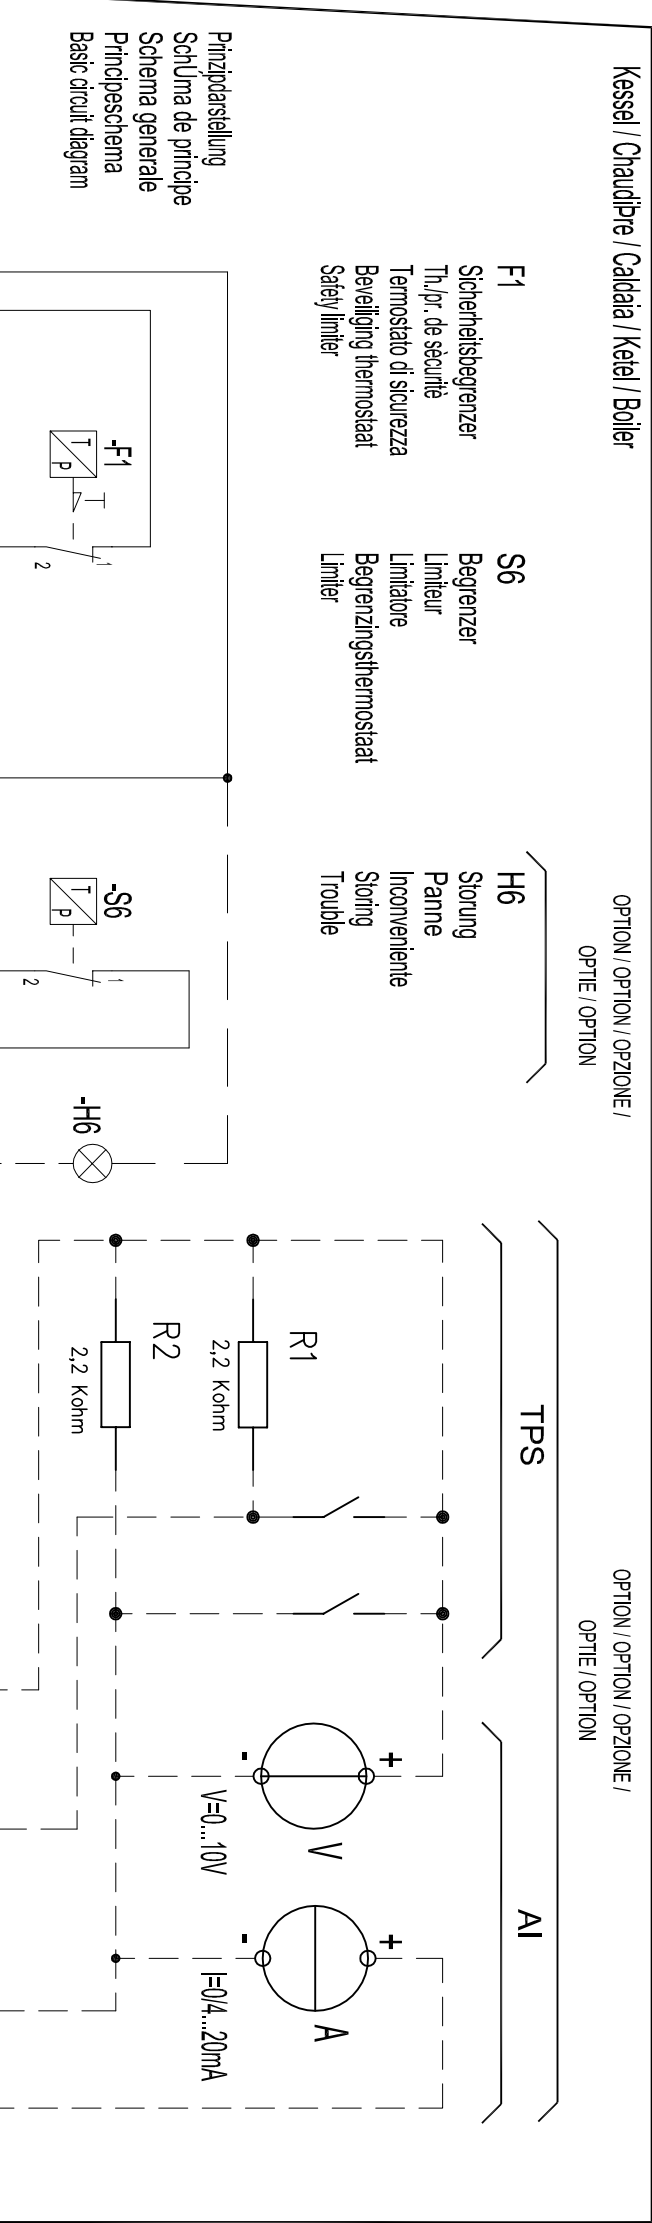 Kessel / ChaudiÞre / Caldaia / Ketel / Boiler
OPTION / OPTION / OPZIONE /
OPTIE / OPTION
OPTION / OPTION / OPZIONE /
OPTIE / OPTION
F1
Sicherheitsbegrenzer
Th./pr. de sècuritè
Termostato di sicurezza
Beveiliging thermostaat
Safety limiter
S6
Begrenzer
Limiteur
Limitatore
Begrenzingsthermostaat
Limiter
H6
Storung
Panne
Inconveniente
Storing
Trouble
TPS
AI
Prinzipdarstellung
SchUma de principe
Schema generale
Principeschema
Basic circuit diagram
-F1
T
P
1
2
-S6
T
P
1
2
-H6
R1
2,2 Kohm
R2
2,2 Kohm
+
-
V
V=0...10V
+
-
A
I=0/4...20mA